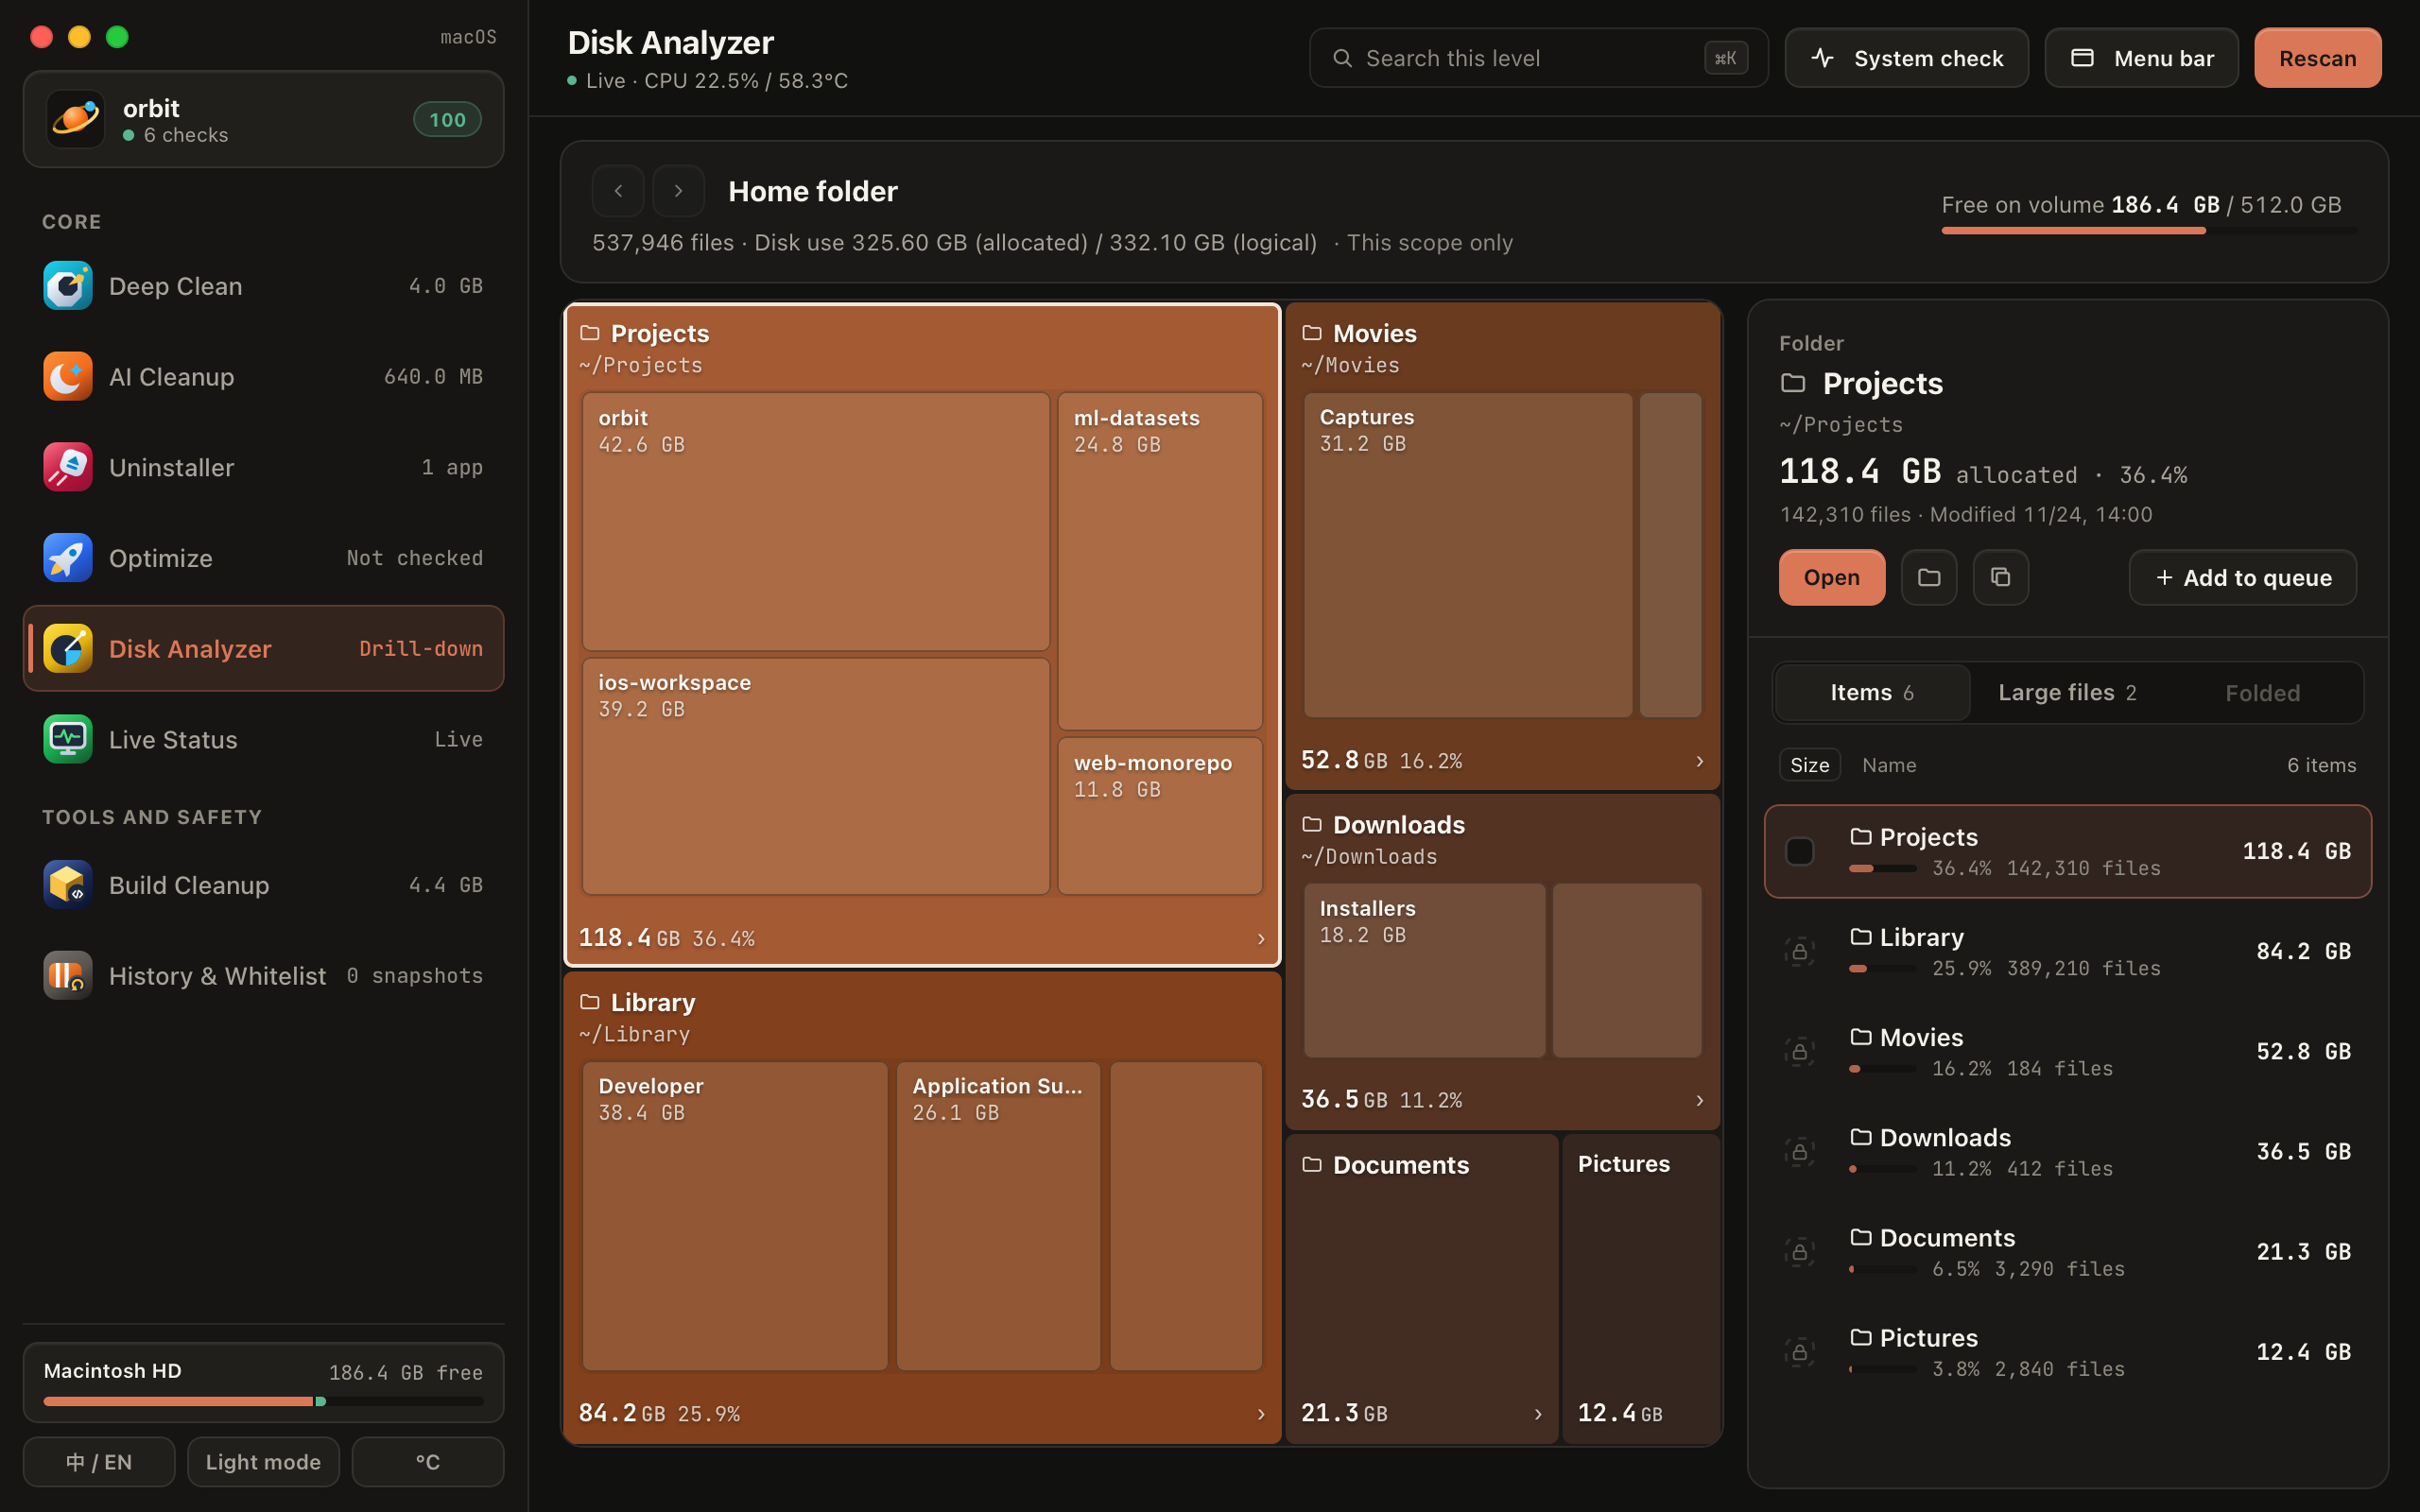 macOS
orbit
6 checks
100
CORE
Deep Clean 4.0 GB
AI Cleanup 640.0 MB
Uninstaller 1 app
Optimize Not checked
Disk Analyzer Drill-down
Live Status Live
TOOLS AND SAFETY
Build Cleanup 4.4 GB
History & Whitelist 0 snapshots
Macintosh HD 186.4 GB free
中 / EN
Light mode
°C
Disk Analyzer
Live · CPU 22.5% / 58.3°C
Search this level ⌘K
System check
Menu bar
Rescan
Home folder
537,946 files · Disk use 325.60 GB (allocated) / 332.10 GB (logical) · This scope only
Free on volume 186.4 GB / 512.0 GB
Projects
~/Projects
orbit
42.6 GB
ml-datasets
24.8 GB
ios-workspace
39.2 GB
web-monorepo
11.8 GB
118.4 GB 36.4% ›
Library
~/Library
Developer
38.4 GB
Application Su...
26.1 GB
84.2 GB 25.9% ›
Movies
~/Movies
Captures
31.2 GB
52.8 GB 16.2% ›
Downloads
~/Downloads
Installers
18.2 GB
36.5 GB 11.2% ›
Documents
21.3 GB ›
Pictures
12.4 GB
Folder
Projects
~/Projects
118.4 GB allocated · 36.4%
142,310 files · Modified 11/24, 14:00
Open
+ Add to queue
Items 6
Large files 2
Folded
Size Name 6 items
Projects 118.4 GB
36.4% 142,310 files
Library 84.2 GB
25.9% 389,210 files
Movies 52.8 GB
16.2% 184 files
Downloads 36.5 GB
11.2% 412 files
Documents 21.3 GB
6.5% 3,290 files
Pictures 12.4 GB
3.8% 2,840 files